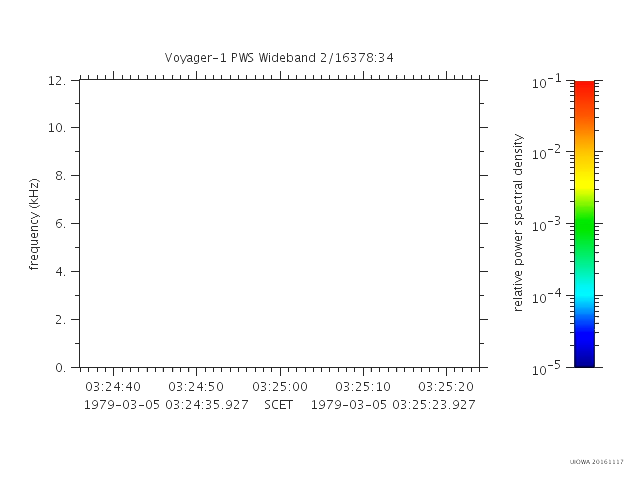 Voyager-1 PWS Wideband 2/16378:34
12.
10.
8.
6.
4.
2.
0.
frequency (kHz)
03:24:40 03:24:50 03:25:00 03:25:10 03:25:20
1979-03-05 03:24:35.927 SCET 1979-03-05 03:25:23.927
relative power spectral density
10^-1
10^-2
10^-3
10^-4
10^-5
UIOWA 20161117